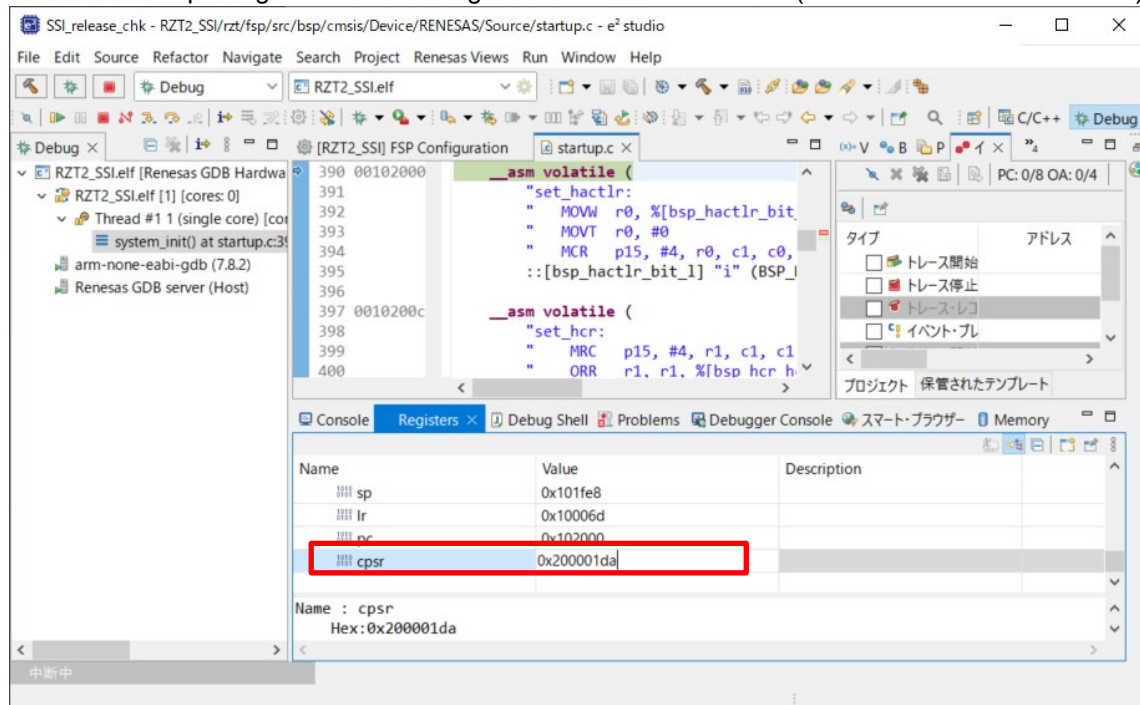 SSI_release_chk - RZT2_SSI/rzt/fsp/src/bsp/cmsis/Device/RENESAS/Source/startup.c - e² studio
File Edit Source Refactor Navigate Search Project Renesas Views Run Window Help
Debug RZT2_SSI.elf
C/C++ Debug
Debug [RZT2_SSI] FSP Configuration startup.c V B P
RZT2_SSI.elf [Renesas GDB Hardwa
RZT2_SSI.elf [1] [cores: 0]
Thread #1 1 (single core) [cor
system_init() at startup.c:39
arm-none-eabi-gdb (7.8.2)
Renesas GDB server (Host)
390 00102000 __asm volatile (
391 "set_hactlr:
392 " MOVW r0, %[bsp_hactlr_bit_
393 " MOVT r0, #0
394 " MCR p15, #4, r0, c1, c0,
395 ::[bsp_hactlr_bit_l] "i" (BSP_
396
397 0010200c __asm volatile (
398 "set_hcr:
399 " MRC p15, #4, r1, c1, c1
400 " ORR r1, r1, %[bsp_hcr_h
PC: 0/8 OA: 0/4
タイプ アドレス
トレース開始
トレース停止
トレース・レコ
イベント・ブレ
プロジェクト 保管されたテンプレート
Console Registers Debug Shell Problems Debugger Console スマート・ブラウザー Memory
Name Value Description
sp 0x101fe8
lr 0x10006d
pc 0x102000
cpsr 0x200001da
Name : cpsr
Hex:0x200001da
中断中